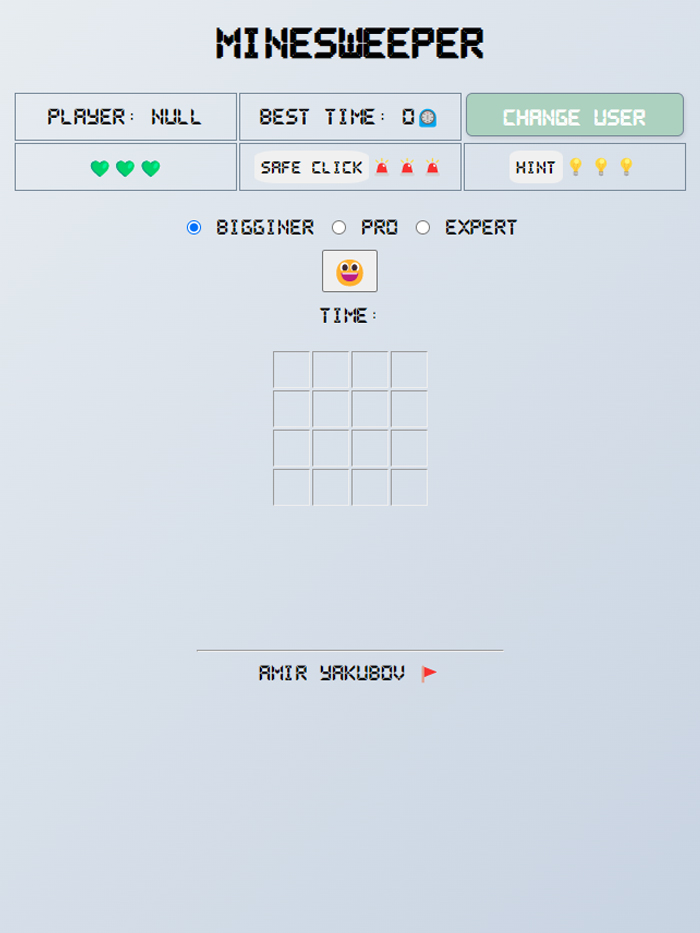 MINESWEEPER
PLAYER: NULL BEST TIME: 0 CHANGE USER
SAFE CLICK HINT
BIGGINER PRO EXPERT
TIME:
AMIR YAKUBOV